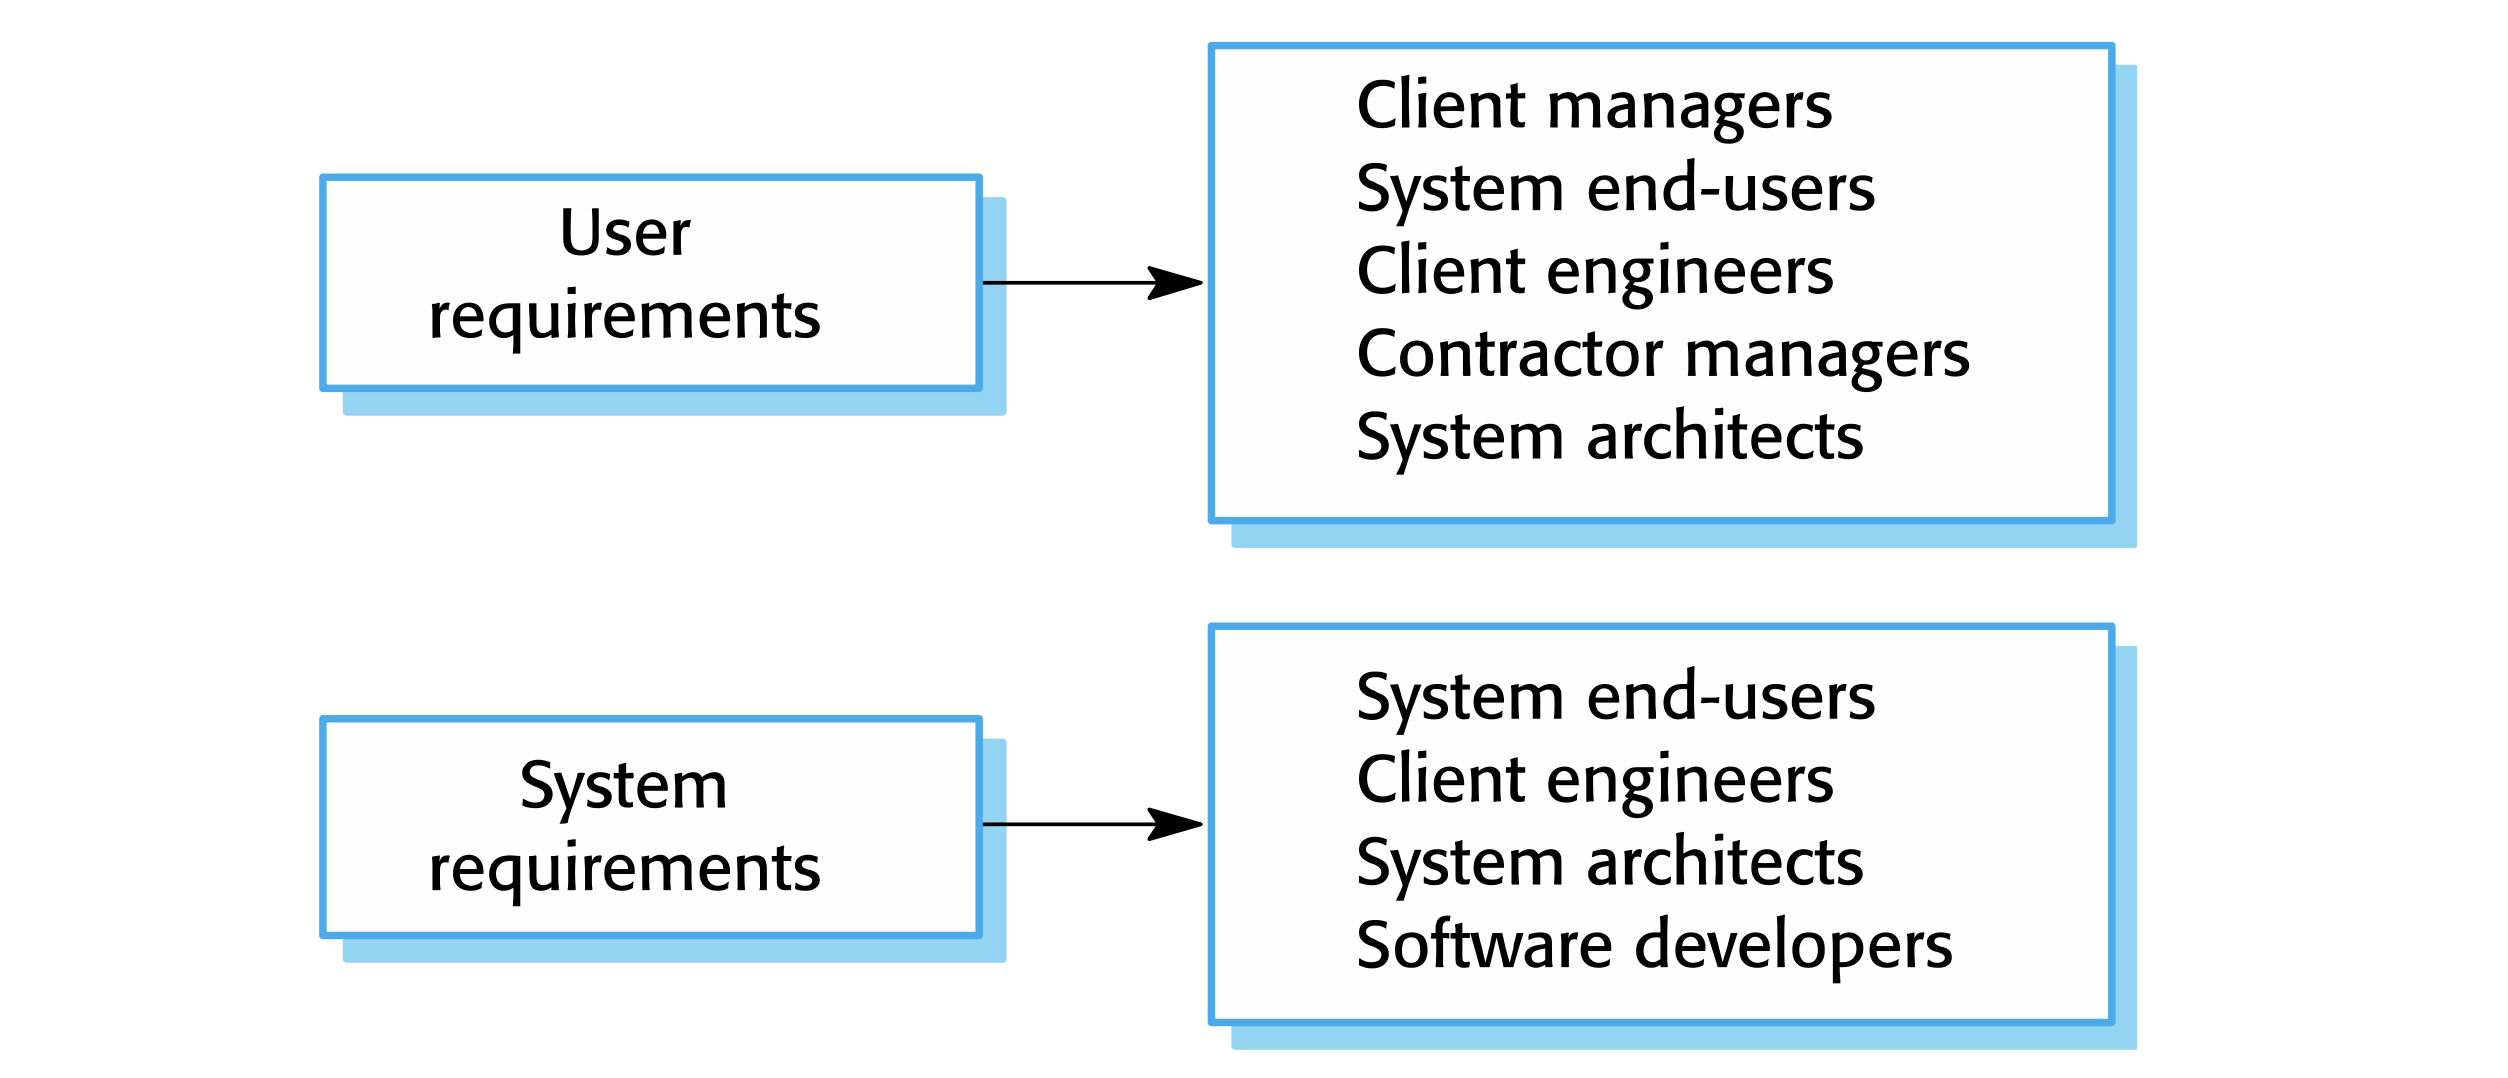 User
requirements
Client managers
System end-users
Client engineers
Contractor managers
System architects
System
requirements
System end-users
Client engineers
System architects
Software developers